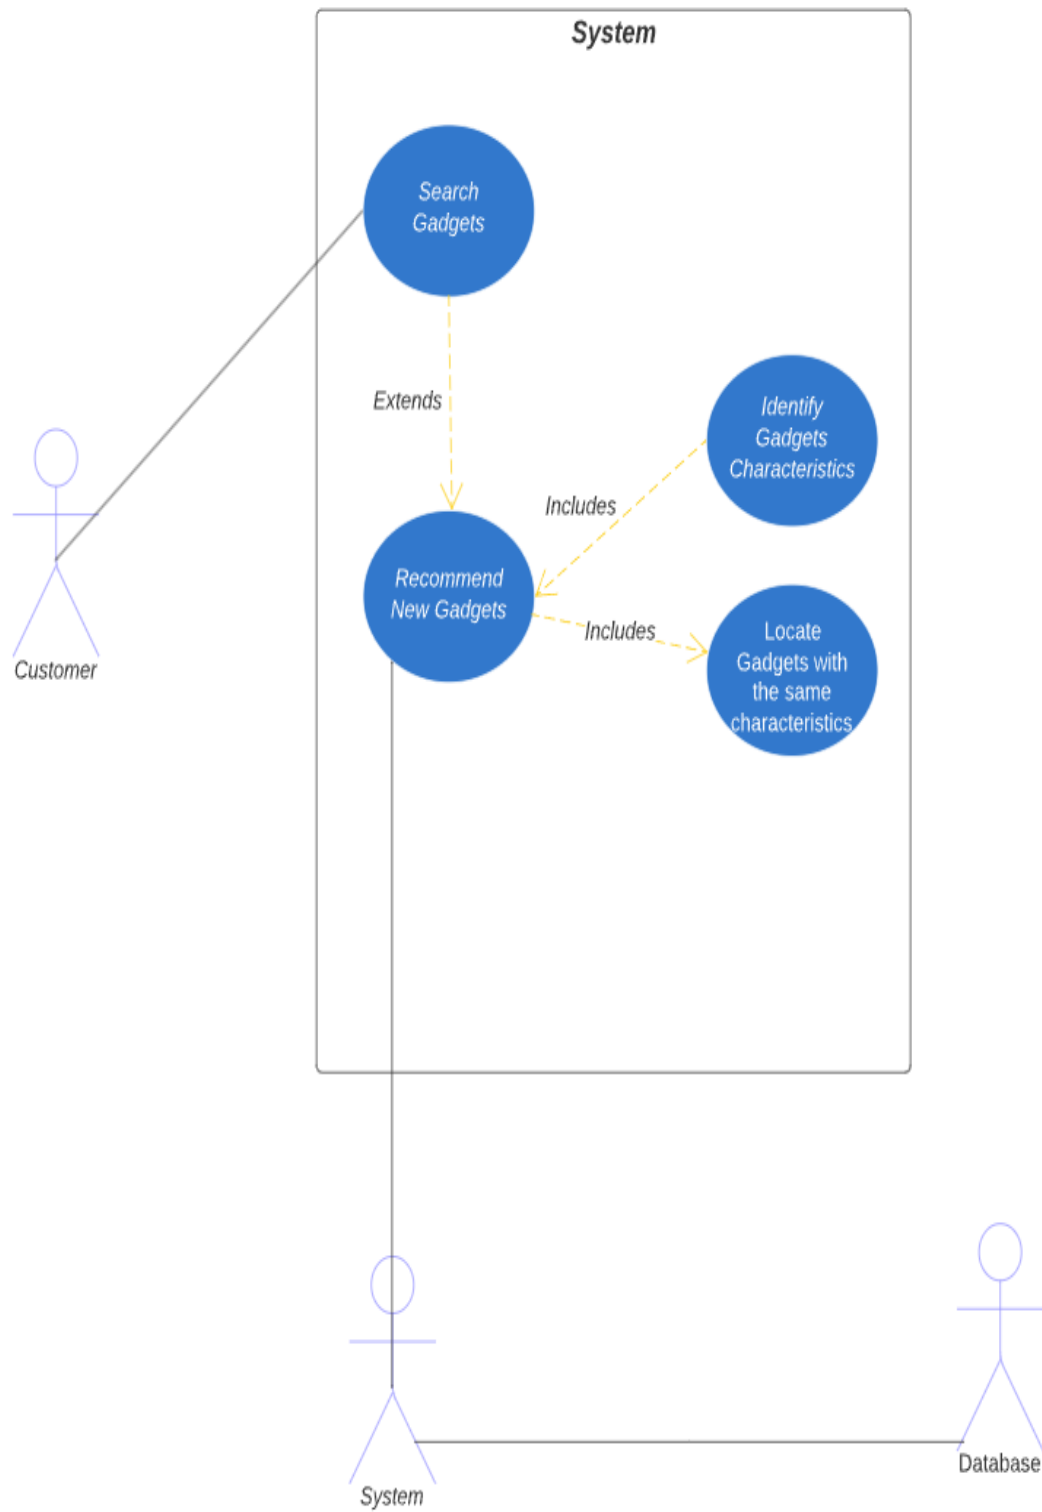 System
Search
Gadgets
Extends
Identify
Gadgets
Characteristics
Includes
Recommend
New Gadgets
Includes
Locate
Gadgets with
the same
characteristics
Customer
System
Database